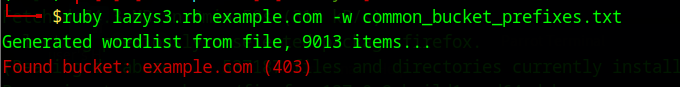 $ruby lazys3.rb example.com -w common_bucket_prefixes.txt
Generated wordlist from file, 9013 items...
Found bucket: example.com (403)